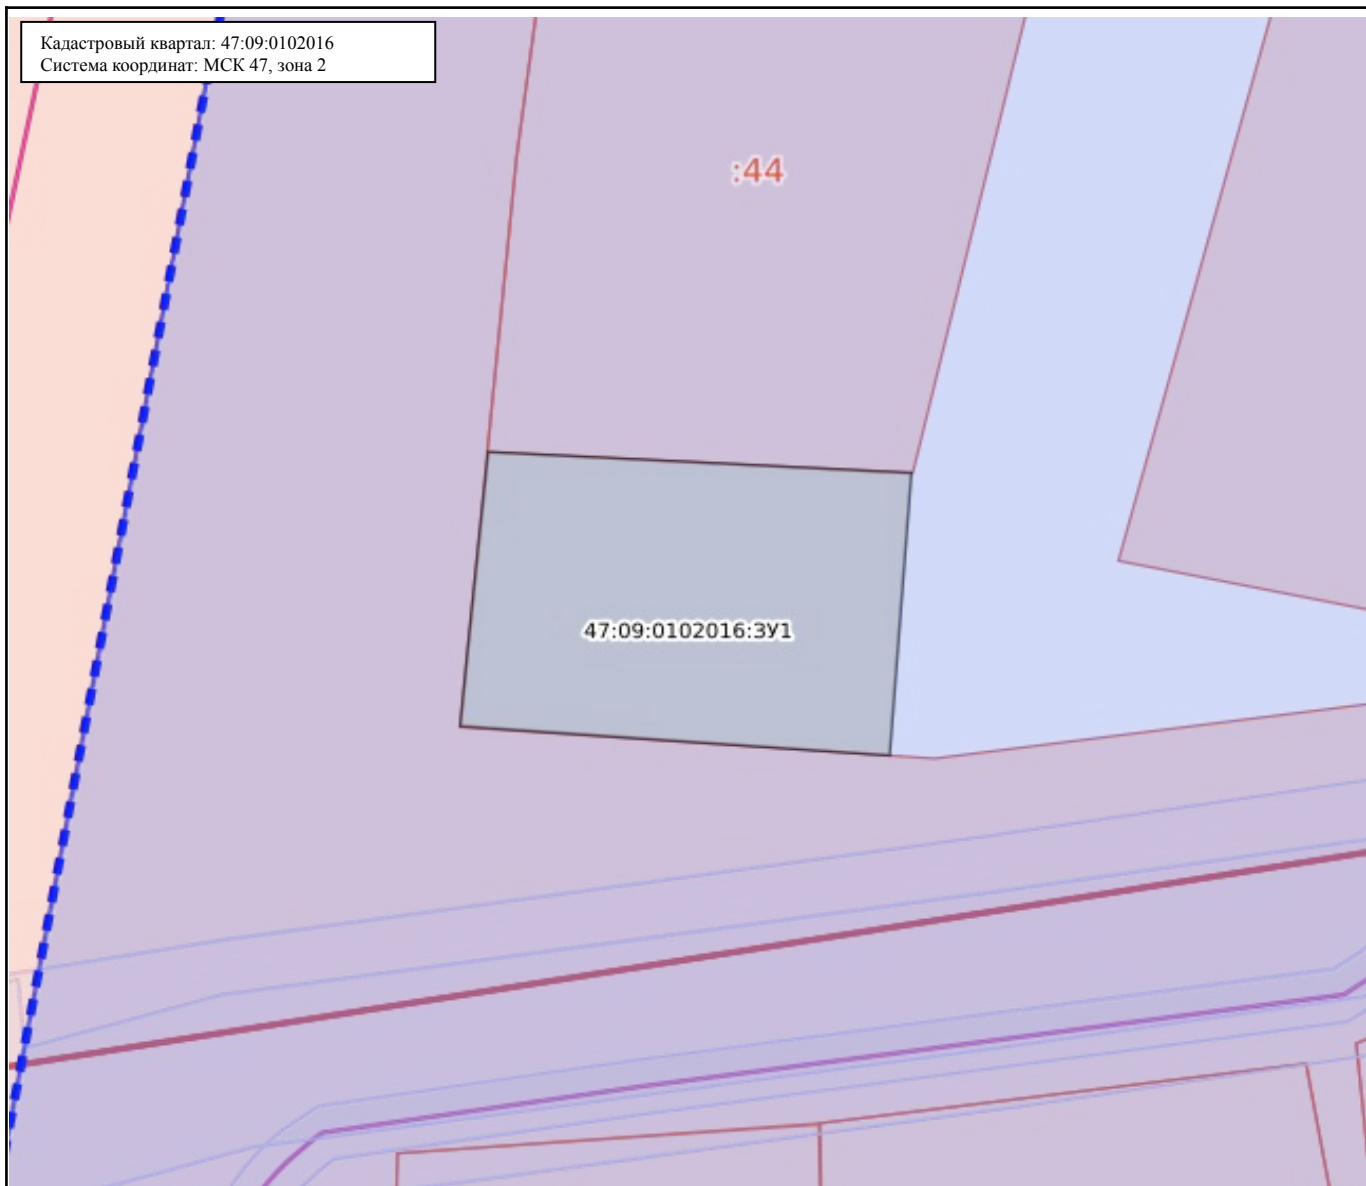 Кадастровый квартал: 47:09:0102016
Система координат: МСК 47, зона 2
:44
47:09:0102016:ЗУ1